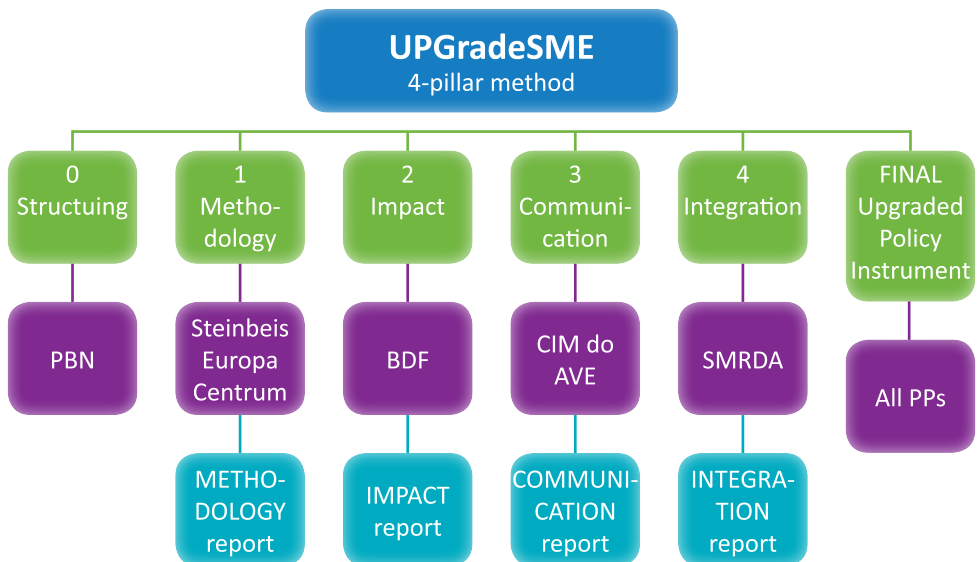 UPGradeSME
4-pillar method
0
Structuing
1
Metho-
dology
2
Impact
3
Communi-
cation
4
Integration
FINAL
Upgraded
Policy
Instrument
PBN
Steinbeis
Europa
Centrum
BDF
CIM do
AVE
SMRDA
All PPs
METHO-
DOLOGY
report
IMPACT
report
COMMUNI-
CATION
report
INTEGRA-
TION
report